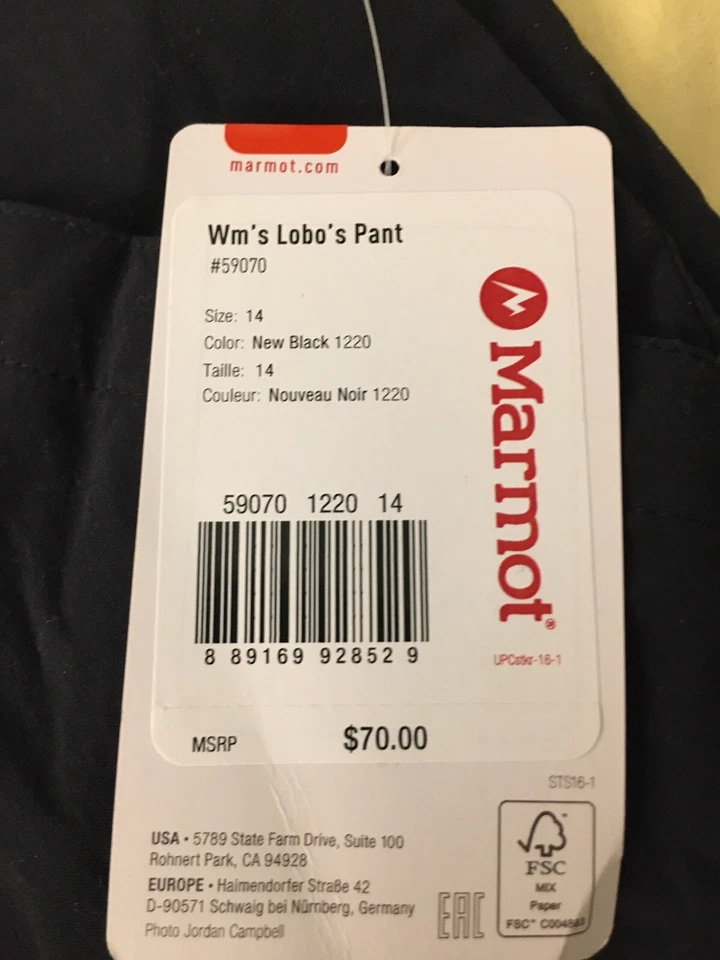 marmot.com
Wm's Lobo's Pant
#59070
Size: 14
Color: New Black 1220
Taille: 14
Couleur: Nouveau Noir 1220
Marmot®
59070 1220 14
8 89169 92852 9
UPCstkr-16-1
MSRP $70.00
STS16-1
USA • 5789 State Farm Drive, Suite 100
Rohnert Park, CA 94928
EUROPE • Haimendorfer Straße 42
D-90571 Schwaig bei Nürnberg, Germany
Photo Jordan Campbell
EAC
FSC
MIX
Paper
FSC™